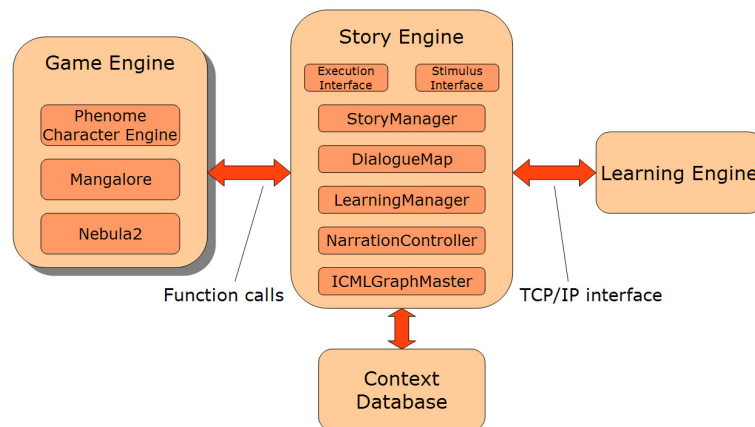 Game Engine
Phenome
Character Engine
Mangalore
Nebula2
Function calls
Story Engine
Execution
Interface
Stimulus
Interface
StoryManager
DialogueMap
LearningManager
NarrationController
ICMLGraphMaster
Learning Engine
TCP/IP interface
Context
Database